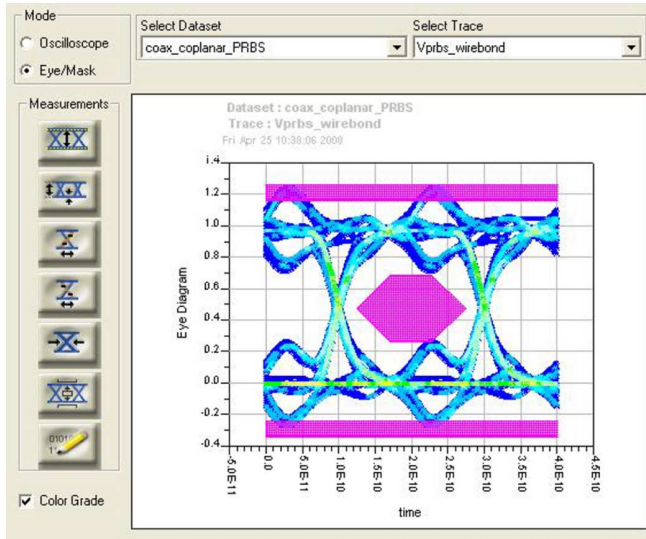 Mode
Oscilloscope
Eye/Mask
Select Dataset
coax_coplanar_PRBS
Select Trace
Vprbs_wirebond
Measurements
Color Grade
Dataset : coax_coplanar_PRBS
Trace : Vprbs_wirebond
Fri Apr 25 10:38:06 2008
Eye Diagram
1.4
1.2
1.0
0.8
0.6
0.4
0.2
0.0
-0.2
-0.4
-5.0E-11
0.0
5.0E-11
1.0E-10
1.5E-10
2.0E-10
2.5E-10
3.0E-10
3.5E-10
4.0E-10
4.5E-10
time